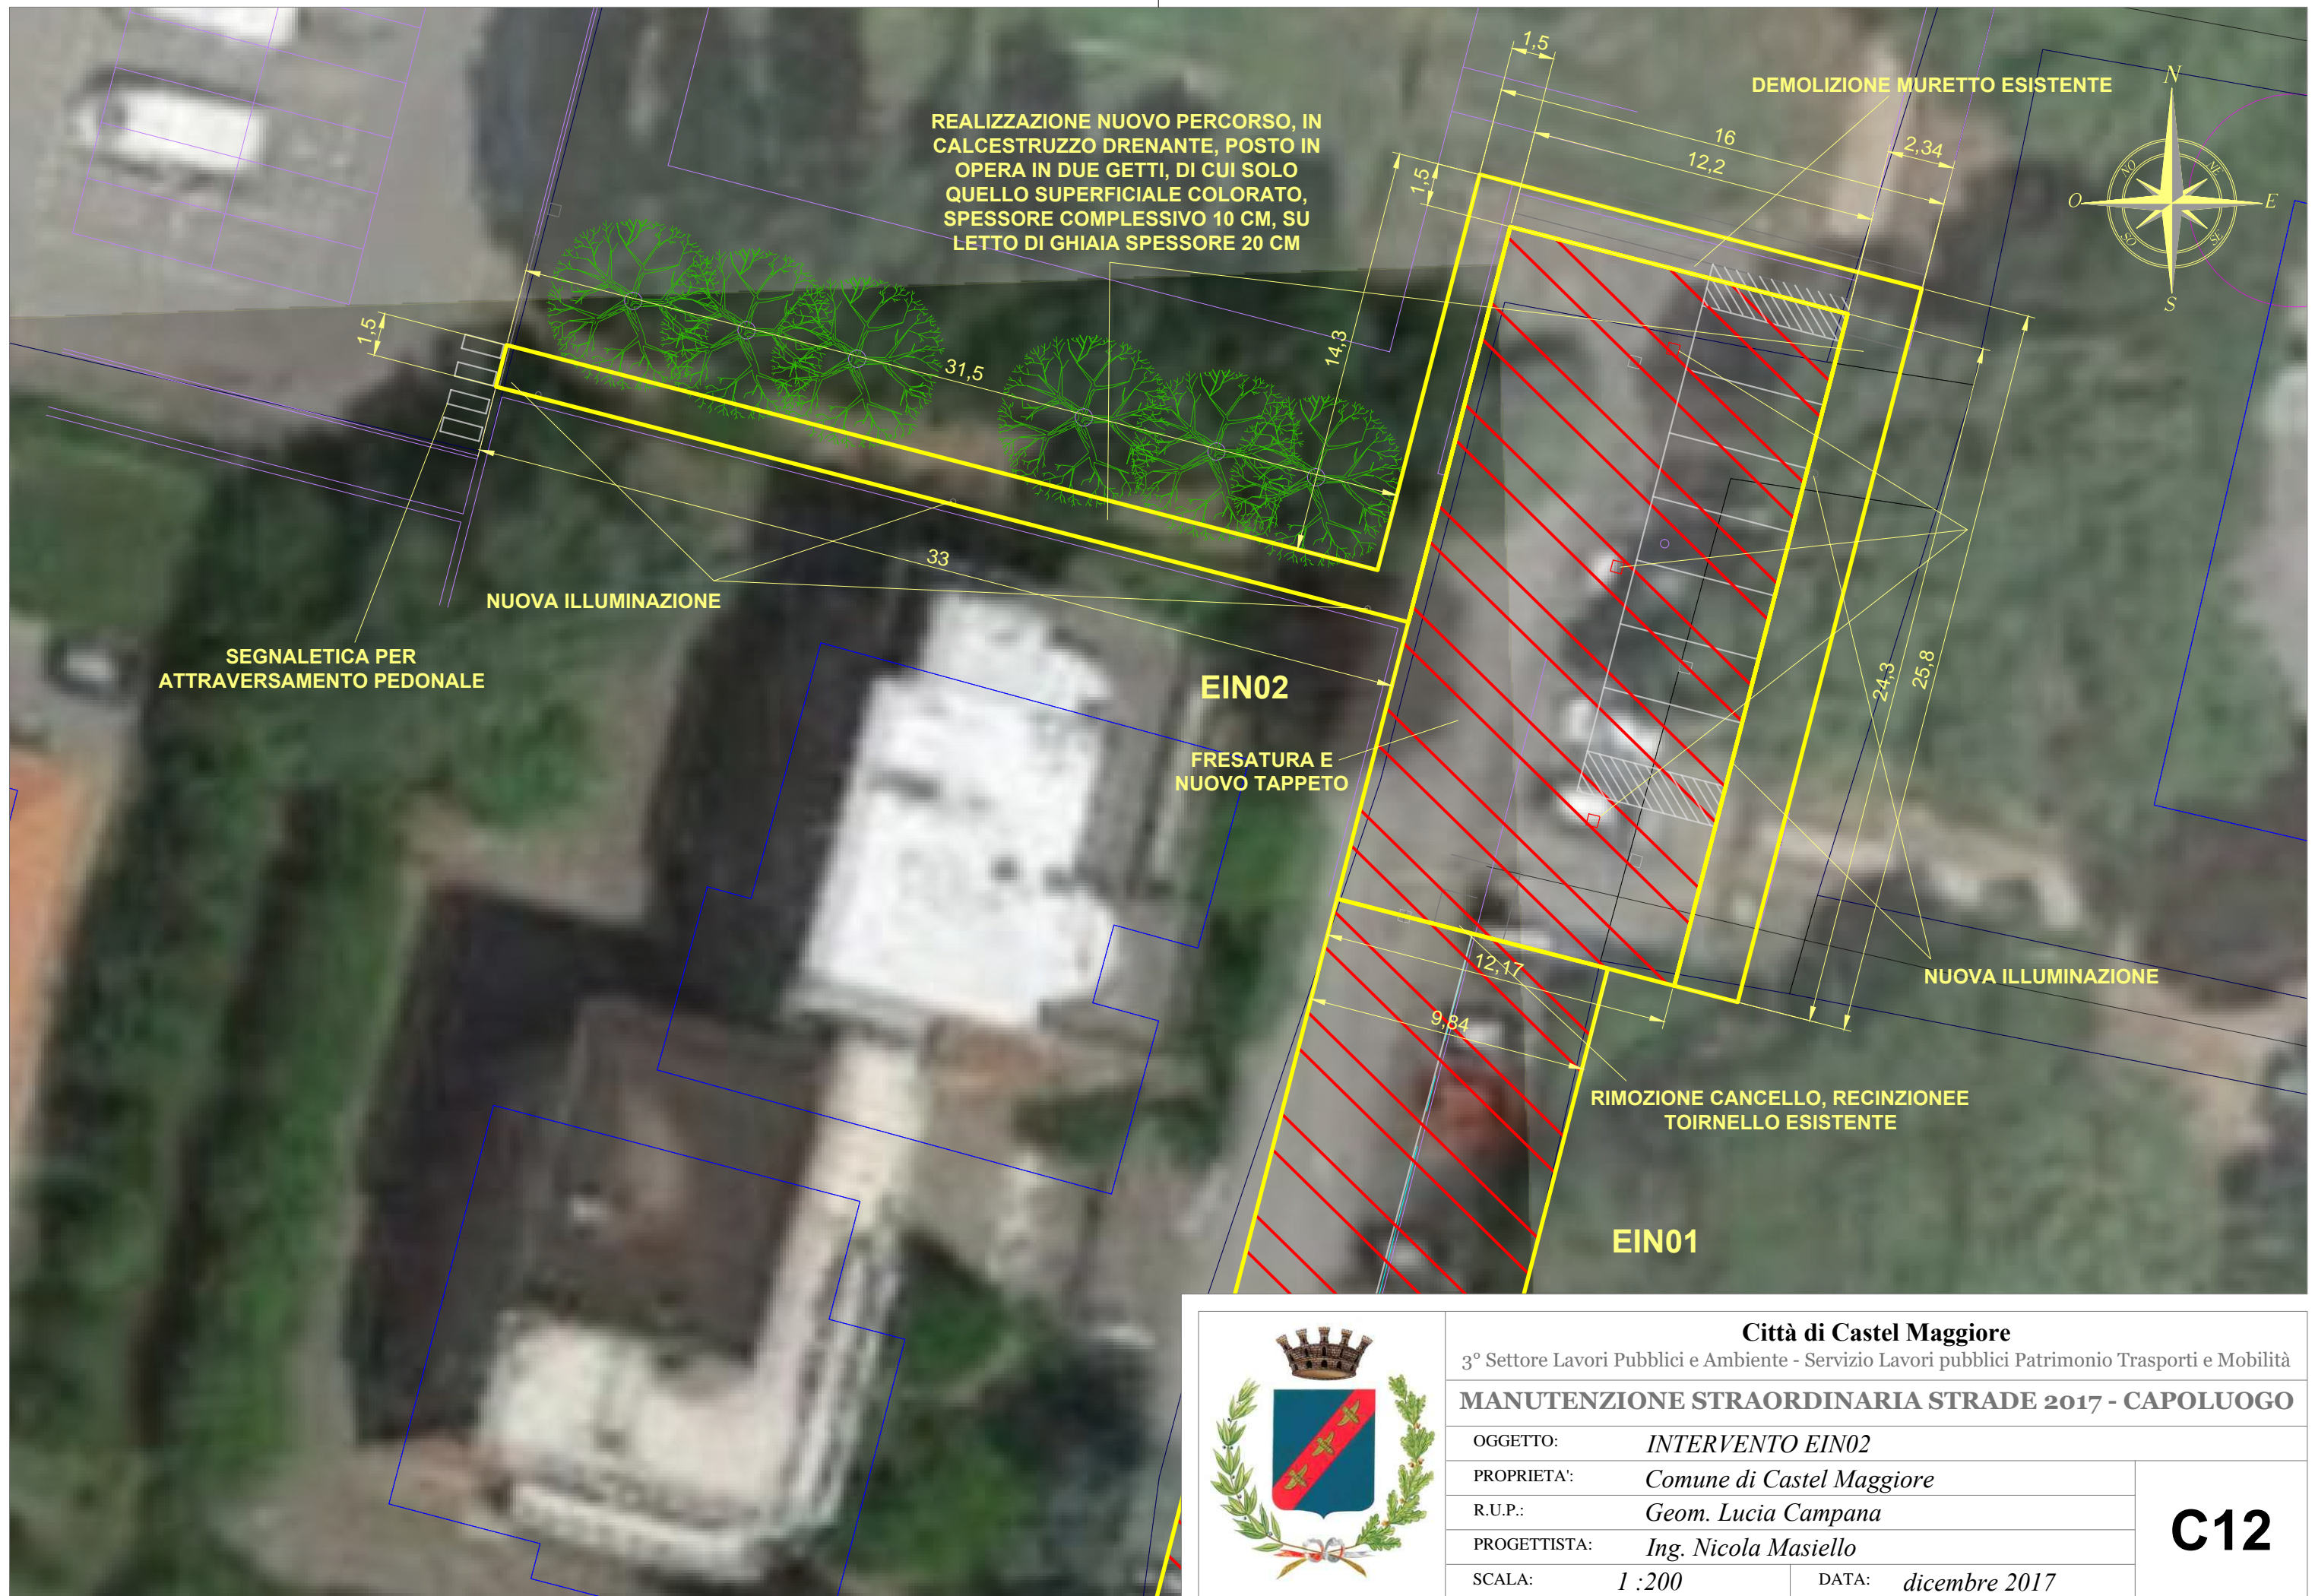 1,5
DEMOLIZIONE MURETTO ESISTENTE
N
REALIZZAZIONE NUOVO PERCORSO, IN
CALCESTRUZZO DRENANTE, POSTO IN
OPERA IN DUE GETTI, DI CUI SOLO
QUELLO SUPERFICIALE COLORATO,
SPESSORE COMPLESSIVO 10 CM, SU
LETTO DI GHIAIA SPESSORE 20 CM
16
12,2
2,34
1,5
NO
NE
O
E
SO
SE
S
1,5
14,3
31,5
33
NUOVA ILLUMINAZIONE
SEGNALETICA PER
ATTRAVERSAMENTO PEDONALE
EIN02
24,3
25,8
FRESATURA E
NUOVO TAPPETO
12,17
NUOVA ILLUMINAZIONE
9,84
RIMOZIONE CANCELLO, RECINZIONEE
TOIRNELLO ESISTENTE
EIN01
Città di Castel Maggiore
3° Settore Lavori Pubblici e Ambiente - Servizio Lavori pubblici Patrimonio Trasporti e Mobilità
MANUTENZIONE STRAORDINARIA STRADE 2017 - CAPOLUOGO
OGGETTO: INTERVENTO EIN02
PROPRIETA': Comune di Castel Maggiore
R.U.P.: Geom. Lucia Campana
PROGETTISTA: Ing. Nicola Masiello
C12
SCALA: 1 :200 DATA: dicembre 2017